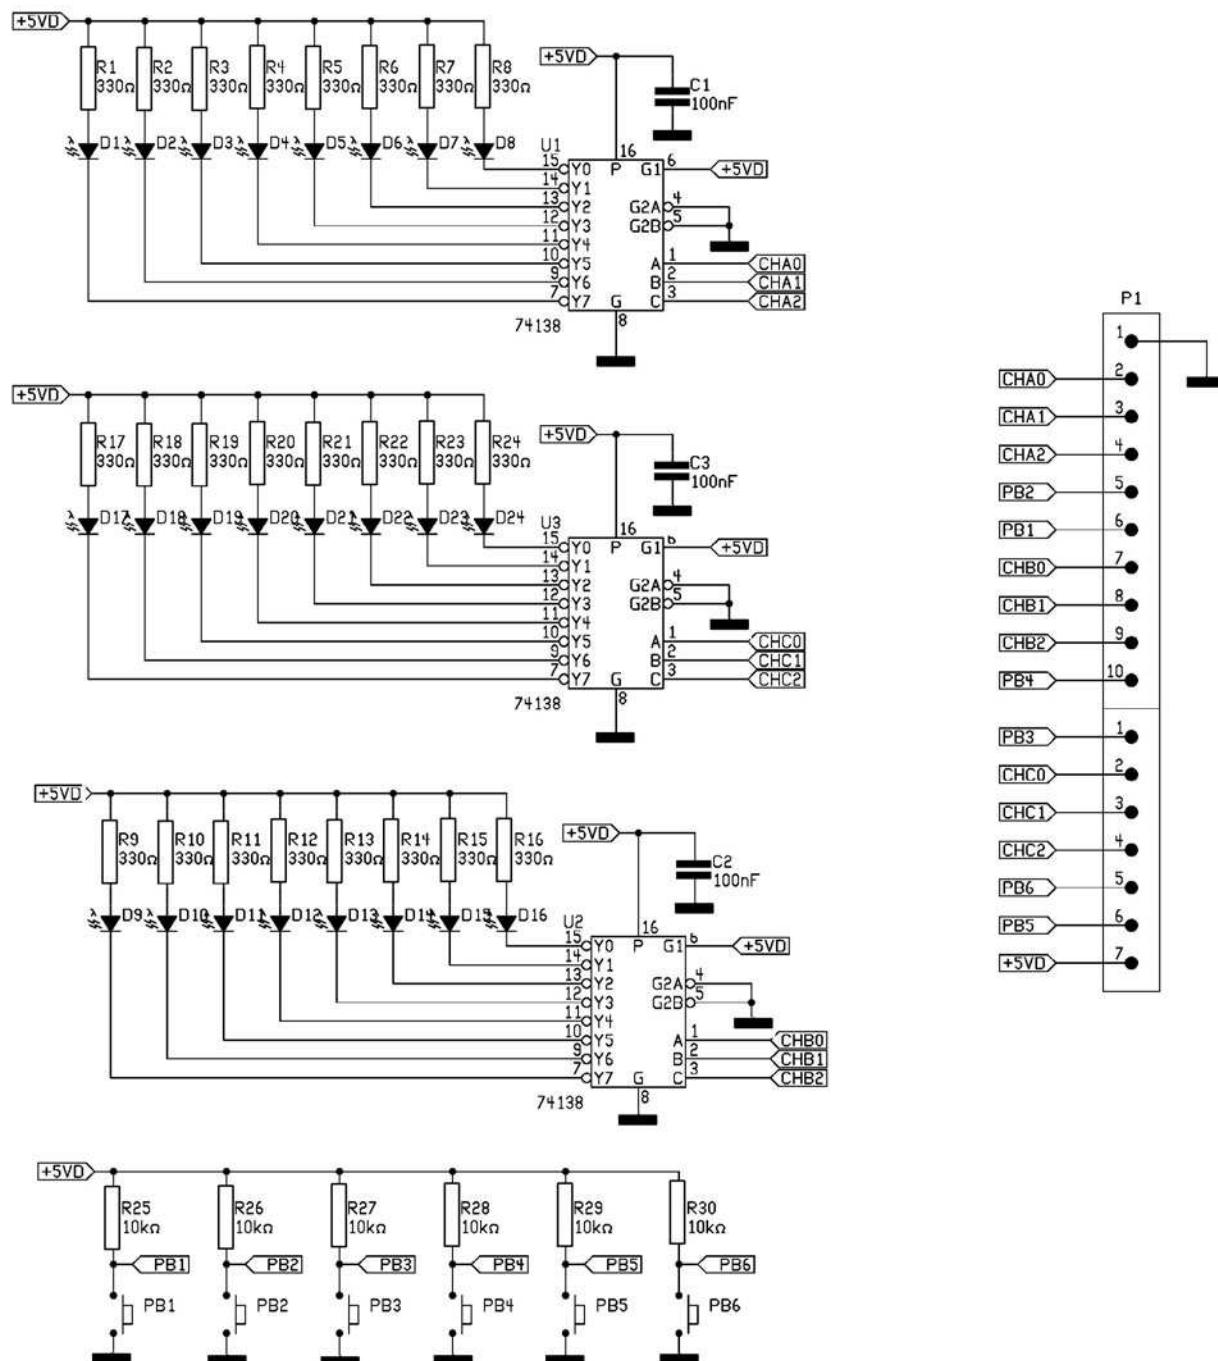 +5VD
R1 R2 R3 R4 R5 R6 R7 R8
330Ω 330Ω 330Ω 330Ω 330Ω 330Ω 330Ω 330Ω
+5VD
C1
100nF
D1 D2 D3 D4 D5 D6 D7 D8
U1
16
15 Y0 P G1 6 +5VD
14 Y1
13 Y2 G2A 4
12 Y3 G2B 5
11 Y4
10 Y5 A 1 CHA0
9 Y6 B 2 CHA1
7 Y7 G C 3 CHA2
74138 8
+5VD
R17 R18 R19 R20 R21 R22 R23 R24
330Ω 330Ω 330Ω 330Ω 330Ω 330Ω 330Ω 330Ω
+5VD
C3
100nF
D17 D18 D19 D20 D21 D22 D23 D24
U3
16
15 Y0 P G1 6 +5VD
14 Y1
13 Y2 G2A 4
12 Y3 G2B 5
11 Y4
10 Y5 A 1 CHC0
9 Y6 B 2 CHC1
7 Y7 G C 3 CHC2
74138 8
+5VD
R9 R10 R11 R12 R13 R14 R15 R16
330Ω 330Ω 330Ω 330Ω 330Ω 330Ω 330Ω 330Ω
+5VD
C2
100nF
D9 D10 D11 D12 D13 D14 D15 D16
U2
16
15 Y0 P G1 6 +5VD
14 Y1
13 Y2 G2A 4
12 Y3 G2B 5
11 Y4
10 Y5 A 1 CHB0
9 Y6 B 2 CHB1
7 Y7 G C 3 CHB2
74138 8
+5VD
R25 R26 R27 R28 R29 R30
10kΩ 10kΩ 10kΩ 10kΩ 10kΩ 10kΩ
PB1 PB2 PB3 PB4 PB5 PB6
PB1 PB2 PB3 PB4 PB5 PB6
P1
1
CHA0 2
CHA1 3
CHA2 4
PB2 5
PB1 6
CHB0 7
CHB1 8
CHB2 9
PB4 10
PB3 1
CHC0 2
CHC1 3
CHC2 4
PB6 5
PB5 6
+5VD 7